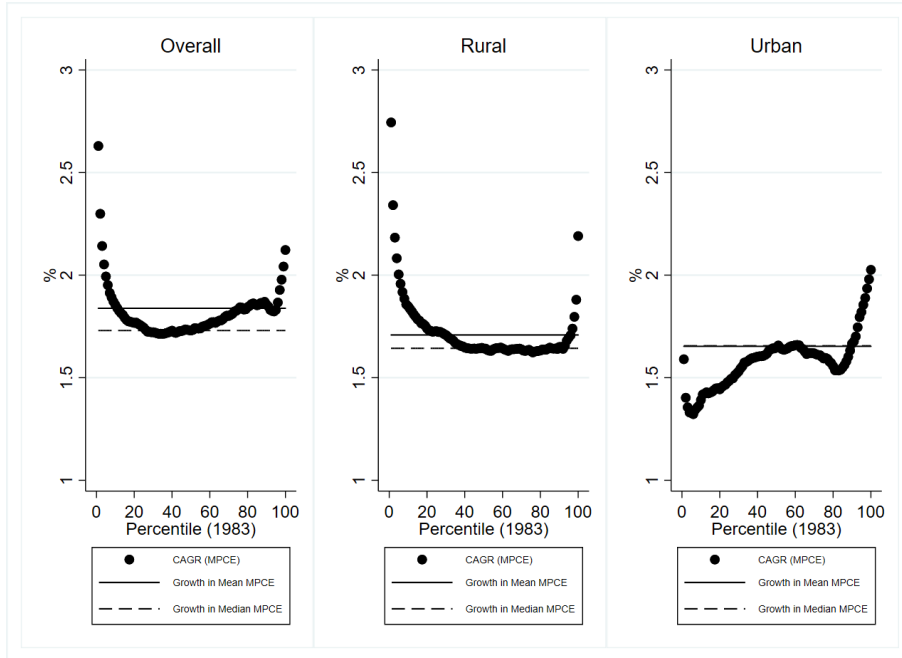 Overall
Rural
Urban
3
2.5
2
1.5
1
%
0 20 40 60 80 100
Percentile (1983)
CAGR (MPCE)
Growth in Mean MPCE
Growth in Median MPCE
3
2.5
2
1.5
1
%
0 20 40 60 80 100
Percentile (1983)
CAGR (MPCE)
Growth in Mean MPCE
Growth in Median MPCE
3
2.5
2
1.5
1
%
0 20 40 60 80 100
Percentile (1983)
CAGR (MPCE)
Growth in Mean MPCE
Growth in Median MPCE